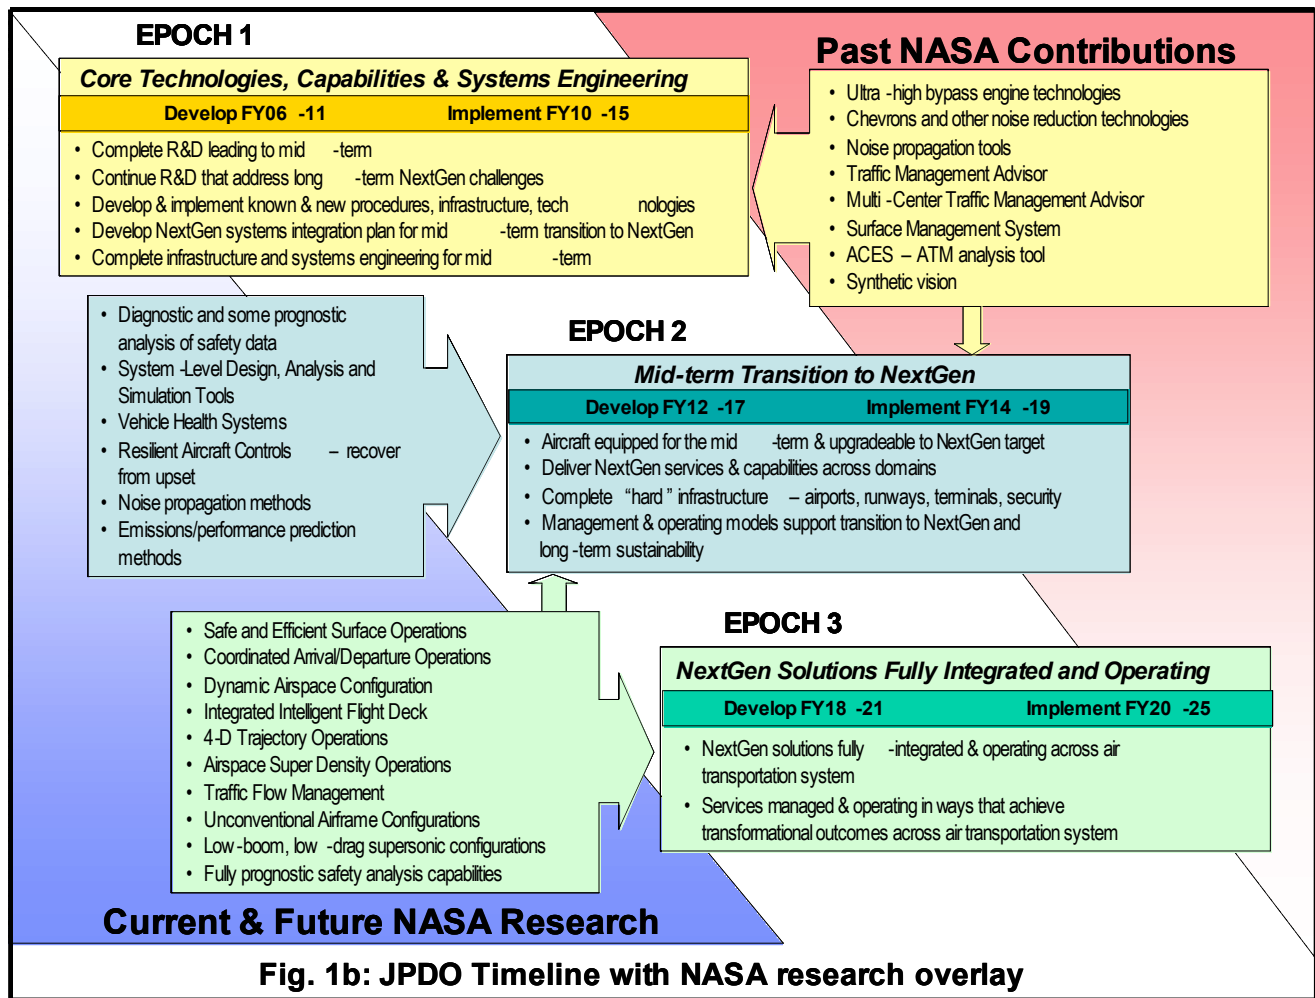 EPOCH 1
Core Technologies, Capabilities & Systems Engineering
Develop FY06 -11 Implement FY10 -15
• Complete R&D leading to mid -term
• Continue R&D that address long -term NextGen challenges
• Develop & implement known & new procedures, infrastructure, tech nologies
• Develop NextGen systems integration plan for mid -term transition to NextGen
• Complete infrastructure and systems engineering for mid -term
Past NASA Contributions
• Ultra -high bypass engine technologies
• Chevrons and other noise reduction technologies
• Noise propagation tools
• Traffic Management Advisor
• Multi -Center Traffic Management Advisor
• Surface Management System
• ACES – ATM analysis tool
• Synthetic vision
• Diagnostic and some prognostic
analysis of safety data
• System -Level Design, Analysis and
Simulation Tools
• Vehicle Health Systems
• Resilient Aircraft Controls – recover
from upset
• Noise propagation methods
• Emissions/performance prediction
methods
EPOCH 2
Mid-term Transition to NextGen
Develop FY12 -17 Implement FY14 -19
• Aircraft equipped for the mid -term & upgradeable to NextGen target
• Deliver NextGen services & capabilities across domains
• Complete “hard ” infrastructure – airports, runways, terminals, security
• Management & operating models support transition to NextGen and
long -term sustainability
• Safe and Efficient Surface Operations
• Coordinated Arrival/Departure Operations
• Dynamic Airspace Configuration
• Integrated Intelligent Flight Deck
• 4-D Trajectory Operations
• Airspace Super Density Operations
• Traffic Flow Management
• Unconventional Airframe Configurations
• Low -boom, low -drag supersonic configurations
• Fully prognostic safety analysis capabilities
EPOCH 3
NextGen Solutions Fully Integrated and Operating
Develop FY18 -21 Implement FY20 -25
• NextGen solutions fully -integrated & operating across air
transportation system
• Services managed & operating in ways that achieve
transformational outcomes across air transportation system
Current & Future NASA Research
Fig. 1b: JPDO Timeline with NASA research overlay